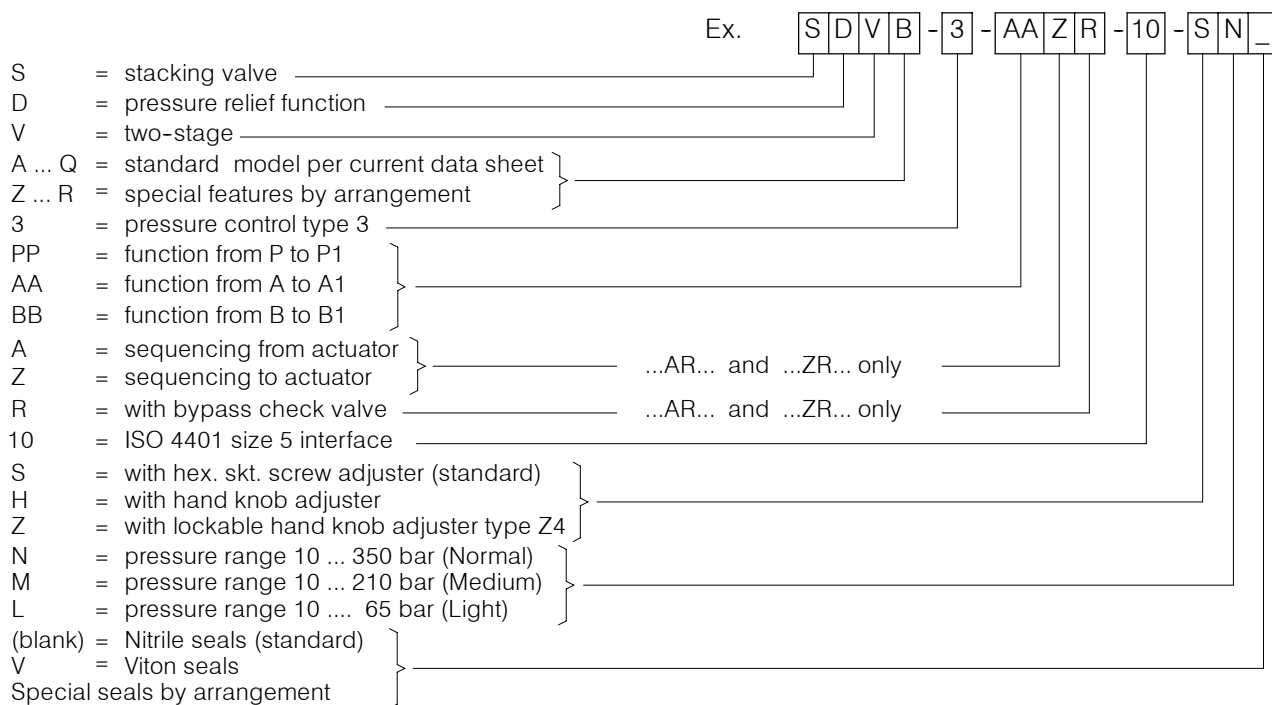 Ex. SDVB-3-AAZR-10-SN_
S = stacking valve
D = pressure relief function
V = two-stage
A ... Q = standard model per current data sheet
Z ... R = special features by arrangement
3 = pressure control type 3
PP = function from P to P1
AA = function from A to A1
BB = function from B to B1
A = sequencing from actuator
Z = sequencing to actuator ...AR... and ...ZR... only
R = with bypass check valve ...AR... and ...ZR... only
10 = ISO 4401 size 5 interface
S = with hex. skt. screw adjuster (standard)
H = with hand knob adjuster
Z = with lockable hand knob adjuster type Z4
N = pressure range 10 ... 350 bar (Normal)
M = pressure range 10 ... 210 bar (Medium)
L = pressure range 10 .... 65 bar (Light)
(blank) = Nitrile seals (standard)
V = Viton seals
Special seals by arrangement